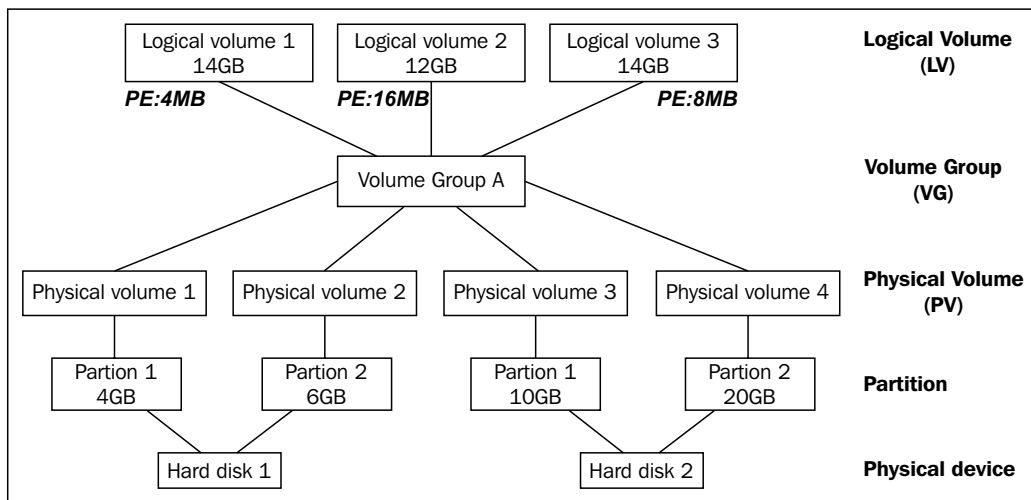 Logical volume 1
14GB
Logical volume 2
12GB
Logical volume 3
14GB
Logical Volume
(LV)
PE:4MB
PE:16MB
PE:8MB
Volume Group A
Volume Group
(VG)
Physical volume 1
Physical volume 2
Physical volume 3
Physical volume 4
Physical Volume
(PV)
Partion 1
4GB
Partion 2
6GB
Partion 1
10GB
Partion 2
20GB
Partition
Hard disk 1
Hard disk 2
Physical device